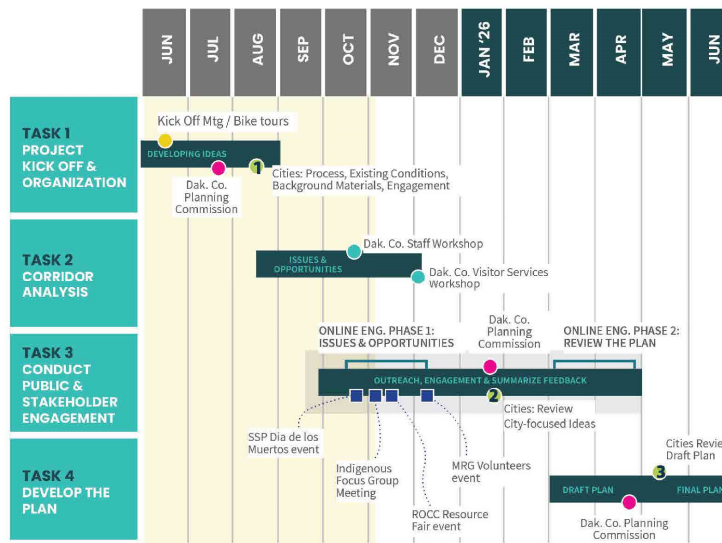 JUN
JUL
AUG
SEP
OCT
NOV
DEC
JAN ’26
FEB
MAR
APR
MAY
JUN
TASK 1
PROJECT
KICK OFF &
ORGANIZATION
Kick Off Mtg / Bike tours
DEVELOPING IDEAS
1
Dak. Co.
Planning
Commission
Cities: Process, Existing Conditions,
Background Materials, Engagement
TASK 2
CORRIDOR
ANALYSIS
Dak. Co. Staff Workshop
ISSUES &
OPPORTUNITIES
Dak. Co. Visitor Services
Workshop
TASK 3
CONDUCT
PUBLIC &
STAKEHOLDER
ENGAGEMENT
ONLINE ENG. PHASE 1:
ISSUES & OPPORTUNITIES
Dak. Co.
Planning
Commission
ONLINE ENG. PHASE 2:
REVIEW THE PLAN
OUTREACH, ENGAGEMENT & SUMMARIZE FEEDBACK
2
Cities: Review
City-focused Ideas
SSP Dia de los
Muertos event
Indigenous
Focus Group
Meeting
ROCC Resource
Fair event
MRG Volunteers
event
TASK 4
DEVELOP THE
PLAN
Cities Revie
Draft Plan
3
DRAFT PLAN
FINAL PLAN
Dak. Co. Planning
Commission